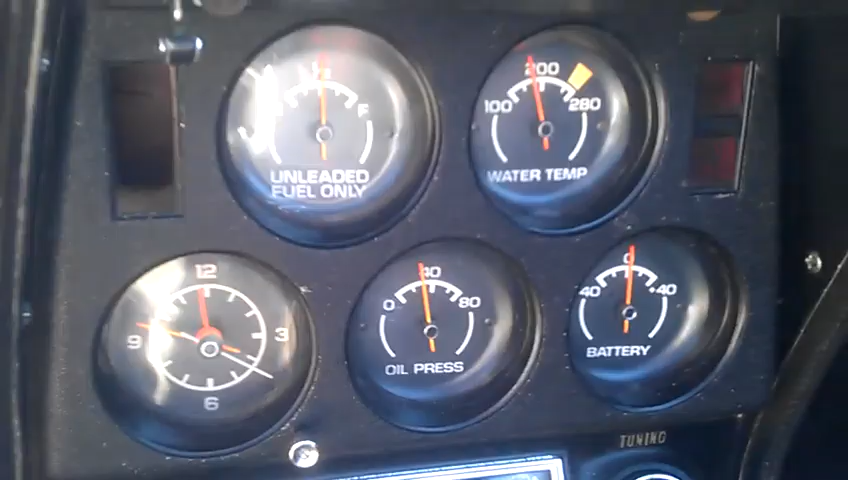 F
UNLEADED
FUEL ONLY
100 200 280
WATER TEMP
12
9 3
6
0 40 80
OIL PRESS
40 0 40
BATTERY
TUNING